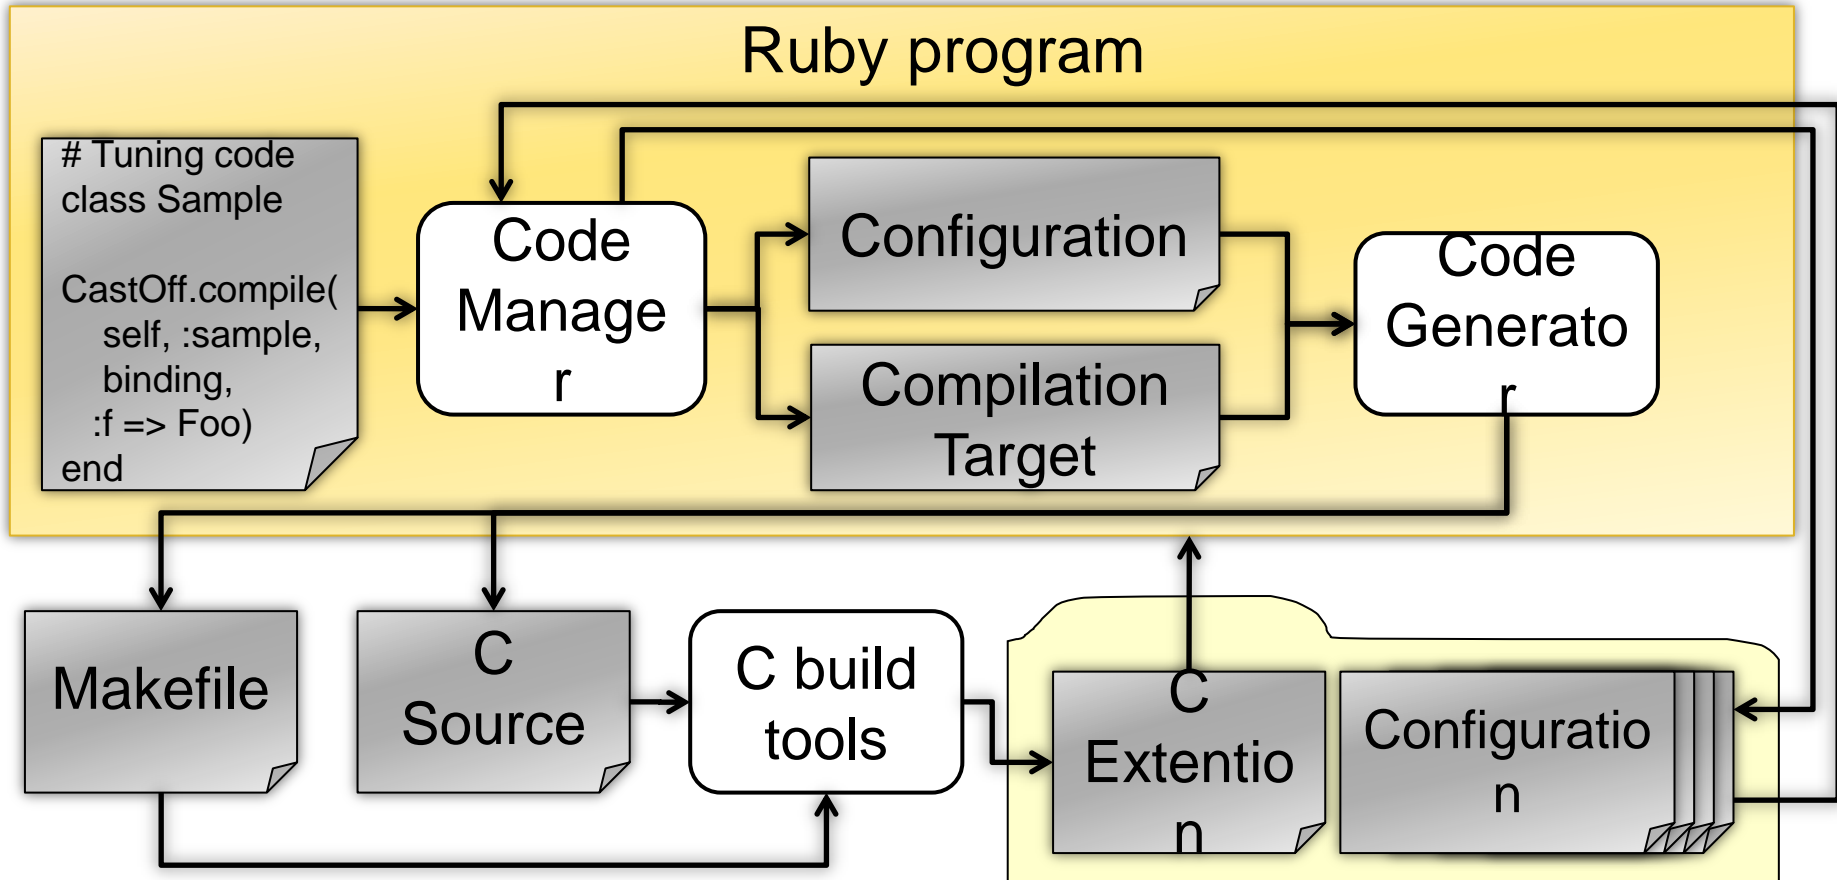 Ruby program
# Tuning code
class Sample
CastOff.compile(
self, :sample,
binding,
:f => Foo)
end
Code
Manage
r
Configuration
Compilation
Target
Code
Generato
r
Makefile
C
Source
C build
tools
C
Extentio
n
Configuratio
n